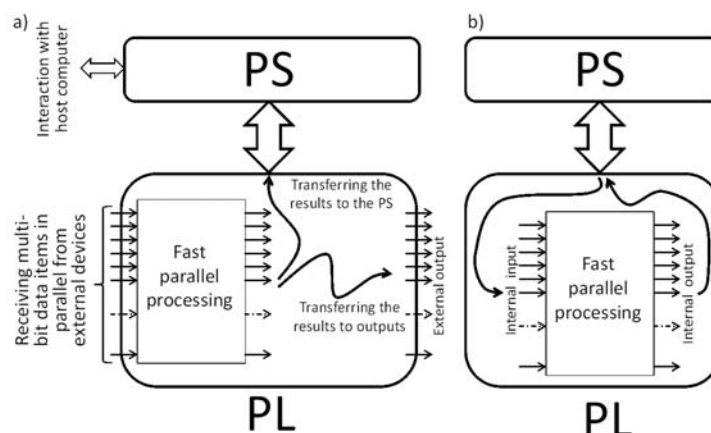 a)
Interaction with
host computer
PS
Receiving multi-
bit data items in
parallel from
external devices
Fast
parallel
processing
Transferring the
results to the PS
Transferring the
results to outputs
External output
PL
b)
PS
Internal input
Fast
parallel
processing
Internal output
PL